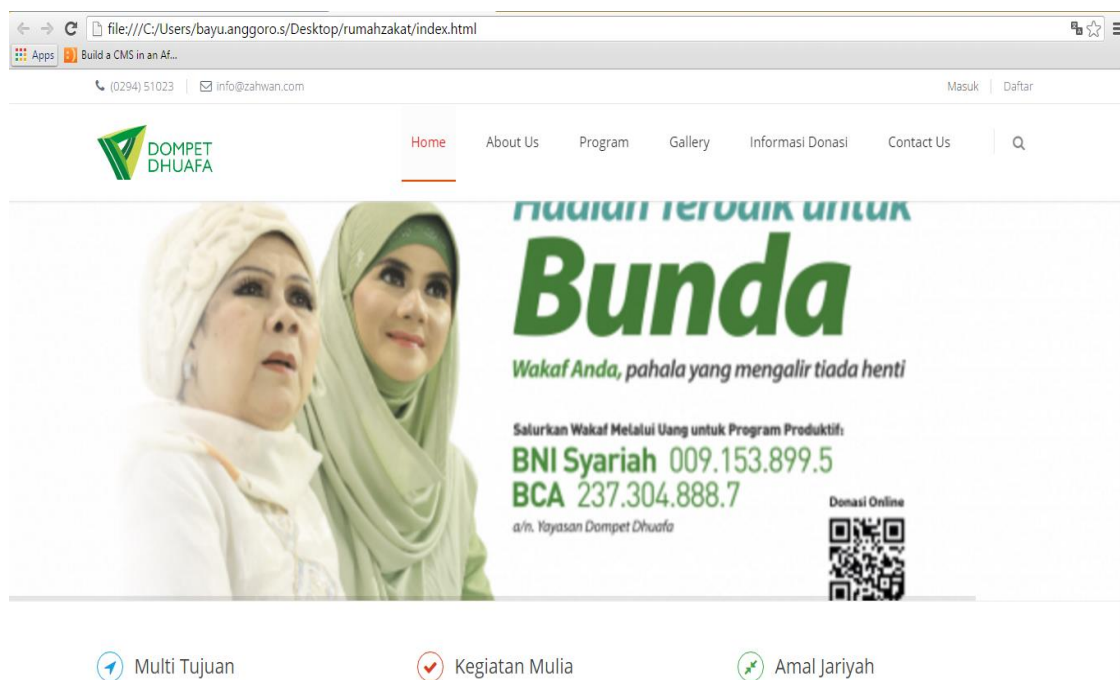 file:///C:/Users/bayu.anggoro.s/Desktop/rumahzakat/index.html
Apps Build a CMS in an Af...
(0294) 51023 info@zahwan.com Masuk Daftar
DOMPET
DHUAFA
Home About Us Program Gallery Informasi Donasi Contact Us
Hadiah Terbaik untuk
Bunda
Wakaf Anda, pahala yang mengalir tiada henti
Salurkan Wakaf Melalui Uang untuk Program Produktif:
BNI Syariah 009.153.899.5
BCA 237.304.888.7
a/n. Yayasan Dompet Dhuafa
Donasi Online
Multi Tujuan Kegiatan Mulia Amal Jariyah